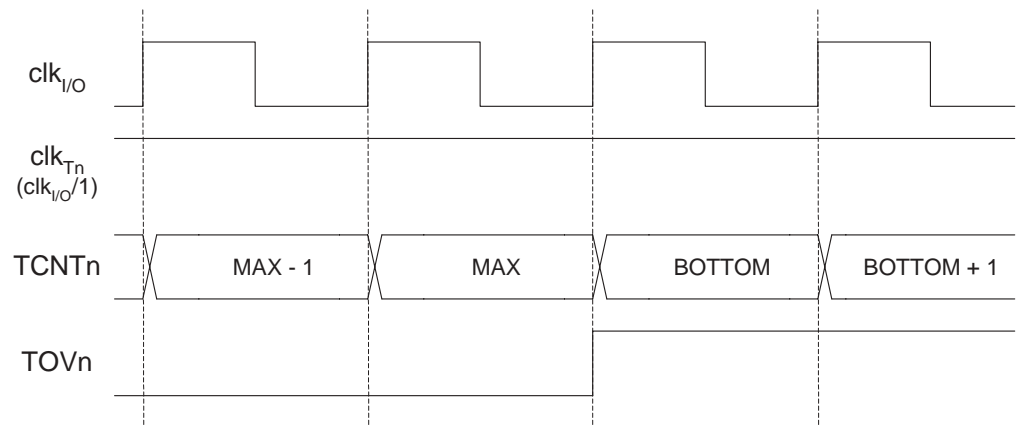 clkI/O
clkTn
(clkI/O/1)
TCNTn MAX - 1 MAX BOTTOM BOTTOM + 1
TOVn